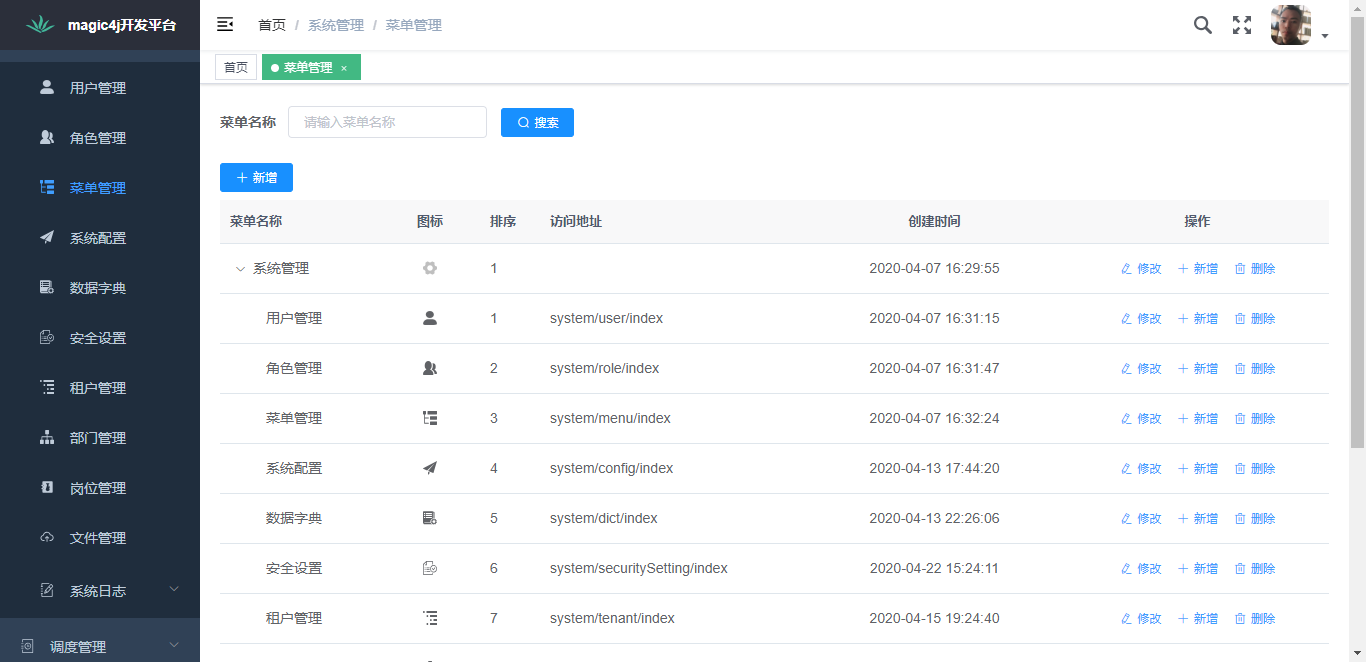 magic4j开发平台
首页 / 系统管理 / 菜单管理
首页 菜单管理 ×
用户管理
角色管理
菜单管理
系统配置
数据字典
安全设置
租户管理
部门管理
岗位管理
文件管理
系统日志
调度管理
菜单名称 请输入菜单名称 搜索
新增
菜单名称 图标 排序 访问地址 创建时间 操作
系统管理 1 2020-04-07 16:29:55 修改 新增 删除
用户管理 1 system/user/index 2020-04-07 16:31:15 修改 新增 删除
角色管理 2 system/role/index 2020-04-07 16:31:47 修改 新增 删除
菜单管理 3 system/menu/index 2020-04-07 16:32:24 修改 新增 删除
系统配置 4 system/config/index 2020-04-13 17:44:20 修改 新增 删除
数据字典 5 system/dict/index 2020-04-13 22:26:06 修改 新增 删除
安全设置 6 system/securitySetting/index 2020-04-22 15:24:11 修改 新增 删除
租户管理 7 system/tenant/index 2020-04-15 19:24:40 修改 新增 删除